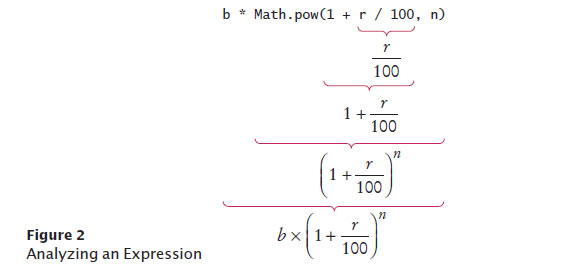 b * Math.pow(1 + r / 100, n)
r
100
1 + r
100
(1 + r
100)n
b × (1 + r
100)n
Figure 2
Analyzing an Expression